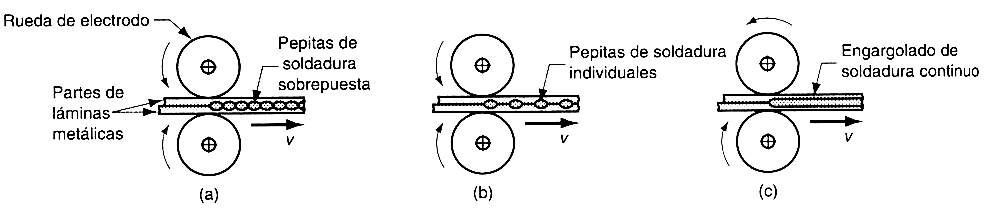 Rueda de electrodo
Pepitas de
soldadura
sobrepuesta
Partes de
láminas
metálicas
v
(a)
Pepitas de soldadura
individuales
v
(b)
Engargolado de
soldadura continuo
v
(c)